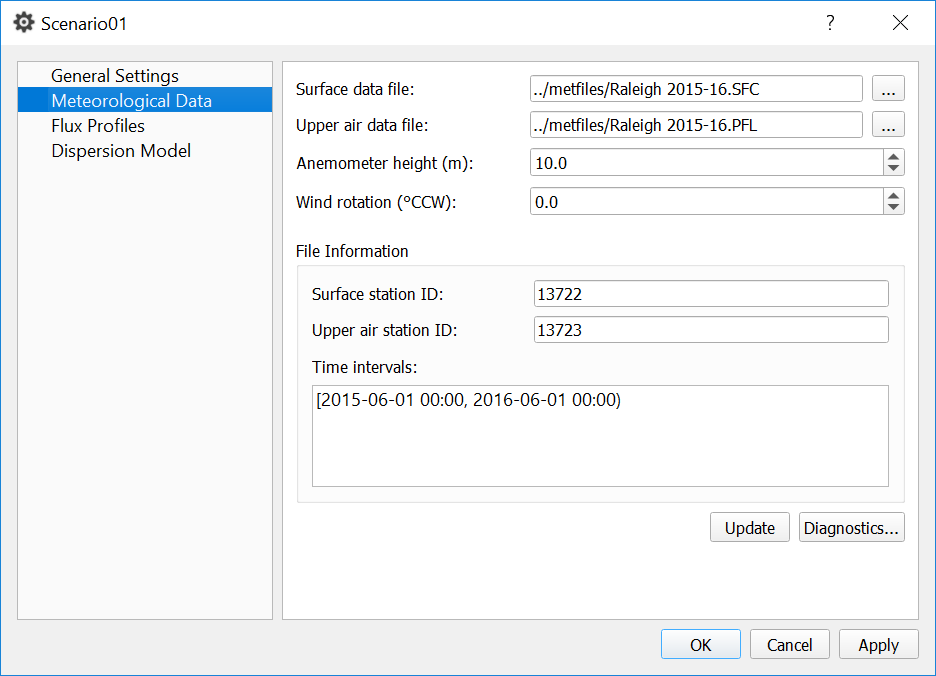 Scenario01 ?
General Settings
Meteorological Data
Flux Profiles
Dispersion Model
Surface data file: ../metfiles/Raleigh 2015-16.SFC ...
Upper air data file: ../metfiles/Raleigh 2015-16.PFL ...
Anemometer height (m): 10.0
Wind rotation (°CCW): 0.0
File Information
Surface station ID: 13722
Upper air station ID: 13723
Time intervals:
[2015-06-01 00:00, 2016-06-01 00:00)
Update Diagnostics...
OK Cancel Apply